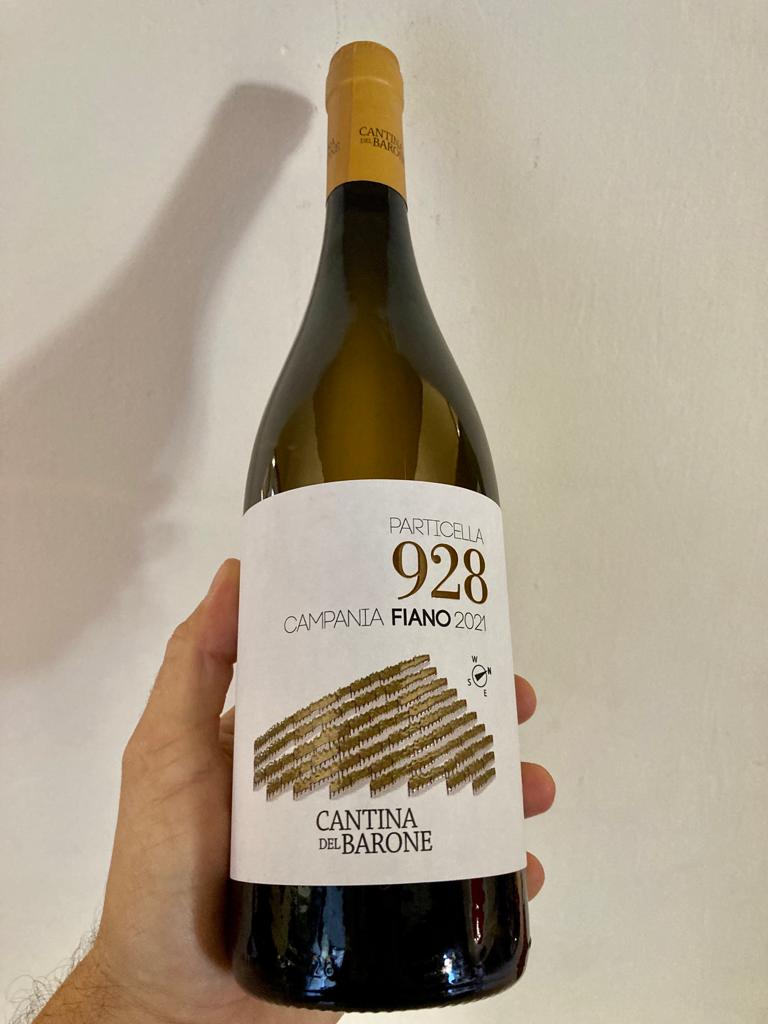 CANTINA
DEL BARONE
PARTICELLA
928
CAMPANIA FIANO 2021
W
N
S
E
CANTINA
DEL BARONE